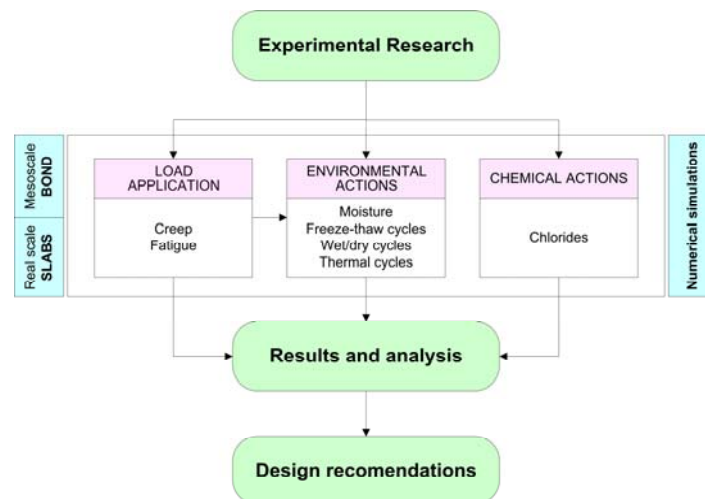 Experimental Research
Mesoscale
BOND
Real scale
SLABS
LOAD
APPLICATION
Creep
Fatigue
ENVIRONMENTAL
ACTIONS
Moisture
Freeze-thaw cycles
Wet/dry cycles
Thermal cycles
CHEMICAL ACTIONS
Chlorides
Numerical simulations
Results and analysis
Design recomendations